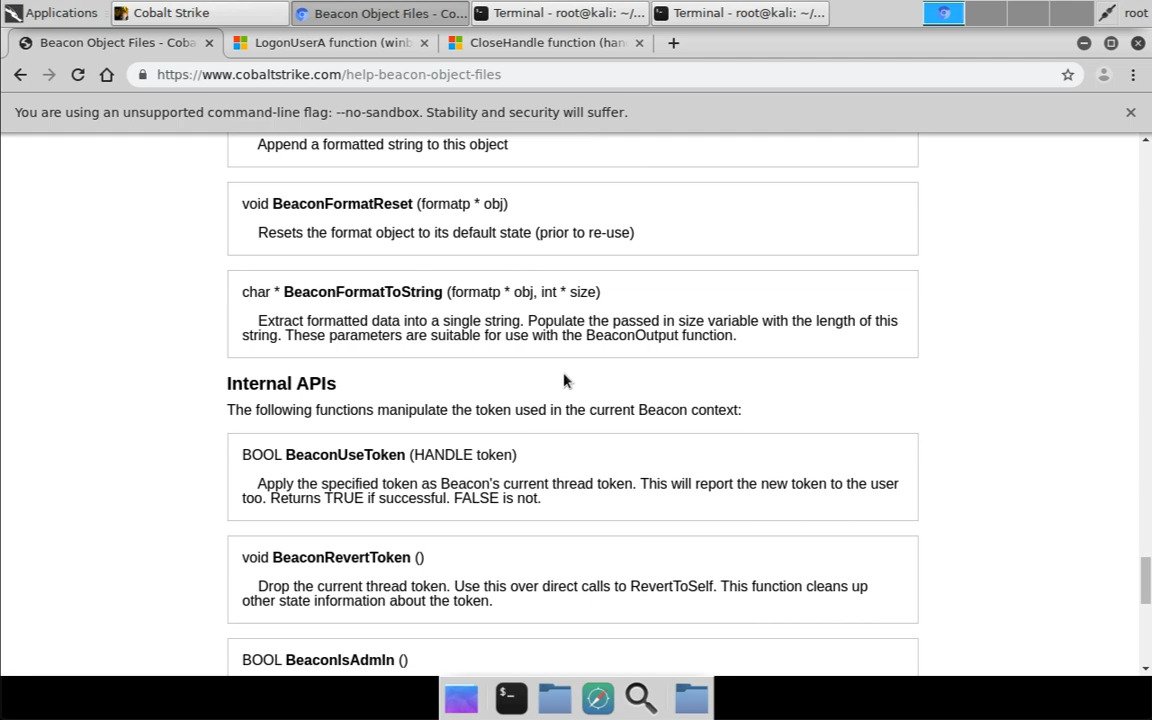 Applications
Cobalt Strike
Beacon Object Files - Co...
Terminal - root@kali: ~/...
Terminal - root@kali: ~/...
root
Beacon Object Files - Coba
LogonUserA function (winb
CloseHandle function (han
https://www.cobaltstrike.com/help-beacon-object-files
You are using an unsupported command-line flag: --no-sandbox. Stability and security will suffer.
Append a formatted string to this object
void BeaconFormatReset (formatp * obj)
Resets the format object to its default state (prior to re-use)
char * BeaconFormatToString (formatp * obj, int * size)
Extract formatted data into a single string. Populate the passed in size variable with the length of this
string. These parameters are suitable for use with the BeaconOutput function.
Internal APIs
The following functions manipulate the token used in the current Beacon context:
BOOL BeaconUseToken (HANDLE token)
Apply the specified token as Beacon's current thread token. This will report the new token to the user
too. Returns TRUE if successful. FALSE is not.
void BeaconRevertToken ()
Drop the current thread token. Use this over direct calls to RevertToSelf. This function cleans up
other state information about the token.
BOOL BeaconIsAdmin ()